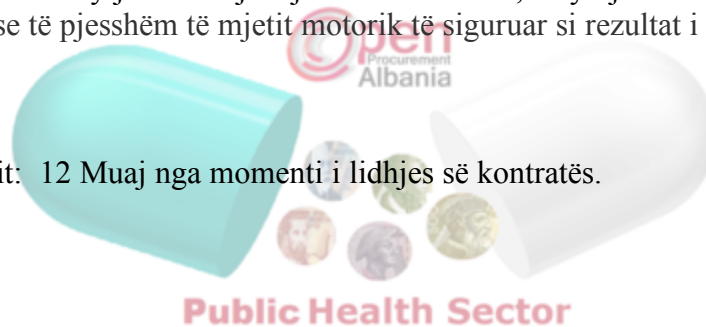 se të pjesshëm të mjetit motorik të siguruar si rezultat i
Open
Procurement
Albania
it: 12 Muaj nga momenti i lidhjes së kontratës.
Public Health Sector